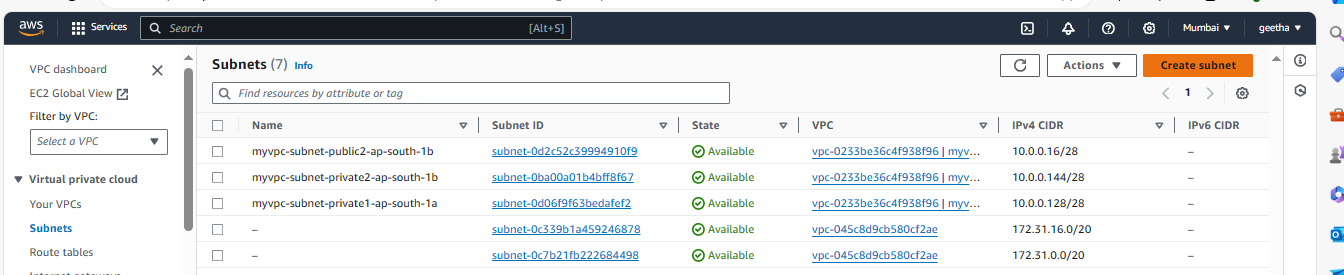 aws Services Search [Alt+S] Mumbai geetha
VPC dashboard
EC2 Global View
Filter by VPC:
Select a VPC
Virtual private cloud
Your VPCs
Subnets
Route tables
Subnets (7) Info Actions Create subnet
Find resources by attribute or tag 1
Name Subnet ID State VPC IPv4 CIDR IPv6 CIDR
myvpc-subnet-public2-ap-south-1b subnet-0d2c52c39994910f9 Available vpc-0233be36c4f938f96 | myv… 10.0.0.16/28 –
myvpc-subnet-private2-ap-south-1b subnet-0ba00a01b4bff8f67 Available vpc-0233be36c4f938f96 | myv… 10.0.0.144/28 –
myvpc-subnet-private1-ap-south-1a subnet-0d06f9f63bedafef2 Available vpc-0233be36c4f938f96 | myv… 10.0.0.128/28 –
– subnet-0c339b1a459246878 Available vpc-045c8d9cb580cf2ae 172.31.16.0/20 –
– subnet-0c7b21fb222684498 Available vpc-045c8d9cb580cf2ae 172.31.0.0/20 –